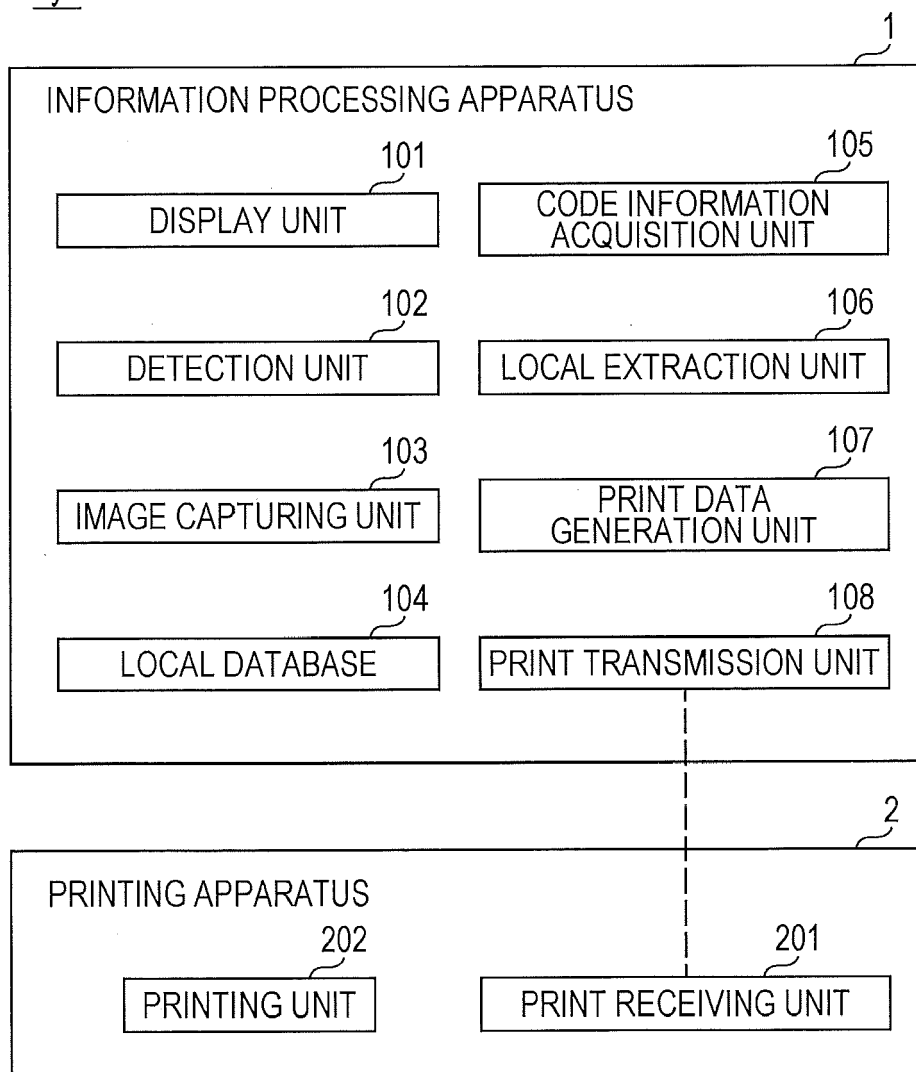 1
INFORMATION PROCESSING APPARATUS
101
DISPLAY UNIT
105
CODE INFORMATION
ACQUISITION UNIT
102
DETECTION UNIT
106
LOCAL EXTRACTION UNIT
103
IMAGE CAPTURING UNIT
107
PRINT DATA
GENERATION UNIT
104
LOCAL DATABASE
108
PRINT TRANSMISSION UNIT
2
PRINTING APPARATUS
202
PRINTING UNIT
201
PRINT RECEIVING UNIT